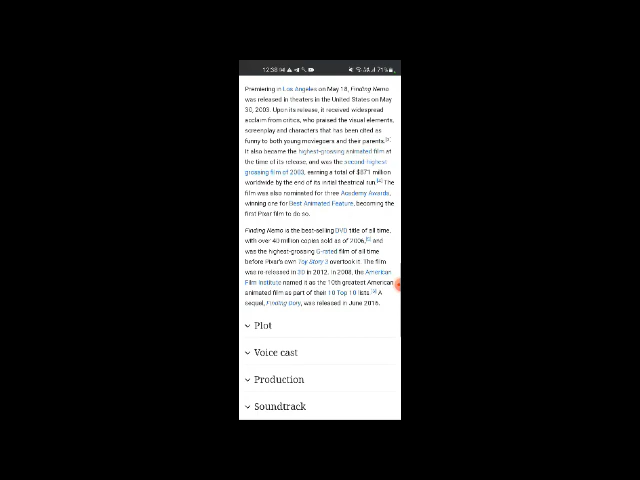 12:38
71%
Premiering in Los Angeles on May 18, Finding Nemo
was released in theaters in the United States on May
30, 2003. Upon its release, it received widespread
acclaim from critics, who praised the visual elements,
screenplay and characters that has been cited as
funny to both young moviegoers and their parents.
It also became the highest-grossing animated film at
the time of its release, and was the second-highest
grossing film of 2003, earning a total of $871 million
worldwide by the end of its initial theatrical run.[4] The
film was also nominated for three Academy Awards,
winning one for Best Animated Feature, becoming the
first Pixar film to do so.
Finding Nemo is the best-selling DVD title of all time,
with over 40 million copies sold as of 2006, and
was the highest-grossing G-rated film of all time
before Pixar's own Toy Story 3 overtook it. The film
was re-released in 3D in 2012. In 2008, the American
Film Institute named it as the 10th greatest American
animated film as part of their 10 Top 10 lists. A
sequel, Finding Dory, was released in June 2016.
Plot
Voice cast
Production
Soundtrack